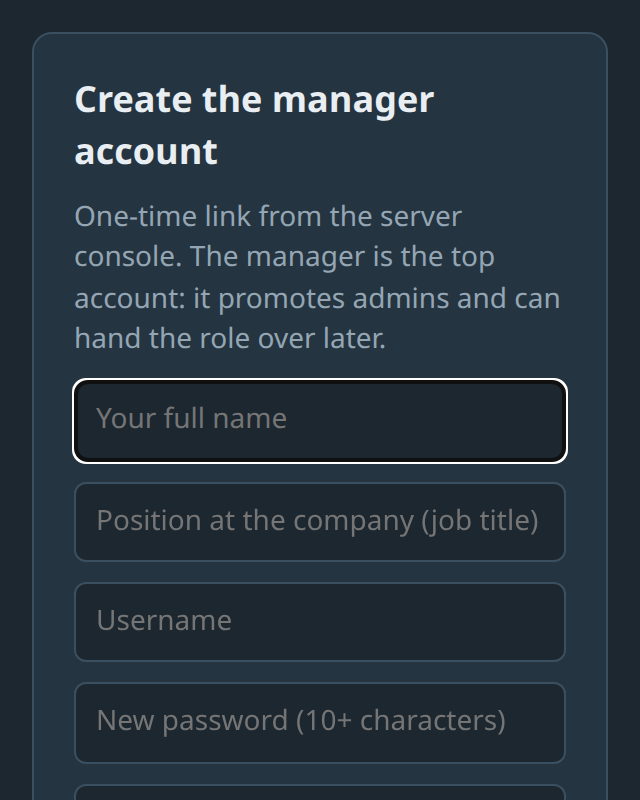 Create the manager
account
One-time link from the server
console. The manager is the top
account: it promotes admins and can
hand the role over later.
Your full name
Position at the company (job title)
Username
New password (10+ characters)